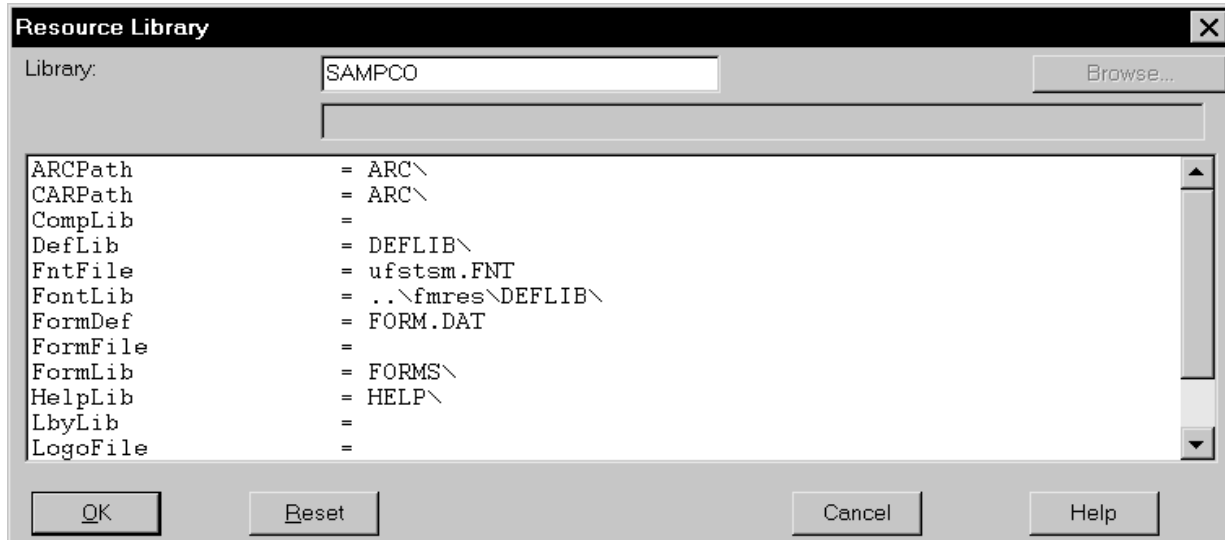 Resource Library
Library: SAMPCO Browse...
ARCPath = ARC\
CARPath = ARC\
CompLib =
DefLib = DEFLIB\
FntFile = ufstsm.FNT
FontLib = ..\fmres\DEFLIB\
FormDef = FORM.DAT
FormFile =
FormLib = FORMS\
HelpLib = HELP\
LbyLib =
LogoFile =
OK Reset Cancel Help